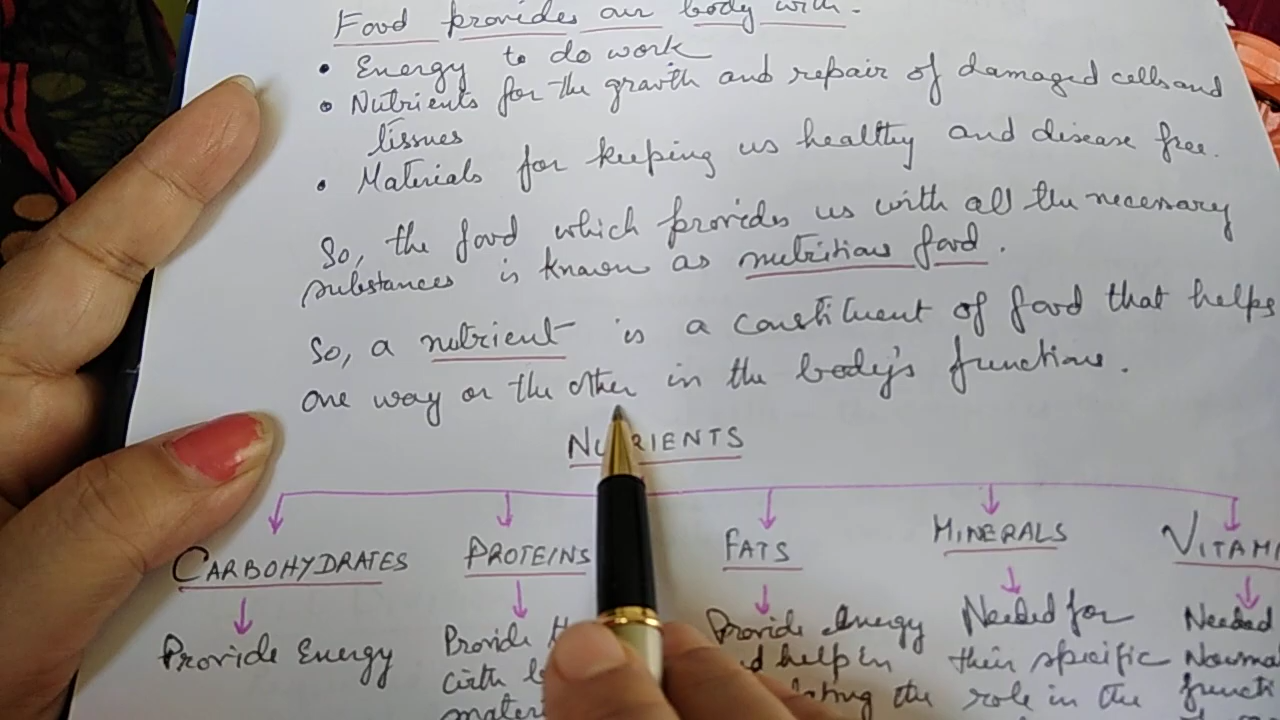 Food provides our body with.
• Energy to do work
• Nutrients for the growth and repair of damaged cells and
tissues
• Materials for keeping us healthy and disease free.
So, the food which provides us with all the necessary
substances is known as nutritious food.
So, a nutrient is a constituent of food that helps
one way or the other in the body's functions.
NUTRIENTS
CARBOHYDRATES PROTEINS FATS MINERALS VITAMI
Provide Energy Provide Provide Energy Needed for Needed
with help in their specific Norma
the role in the functi